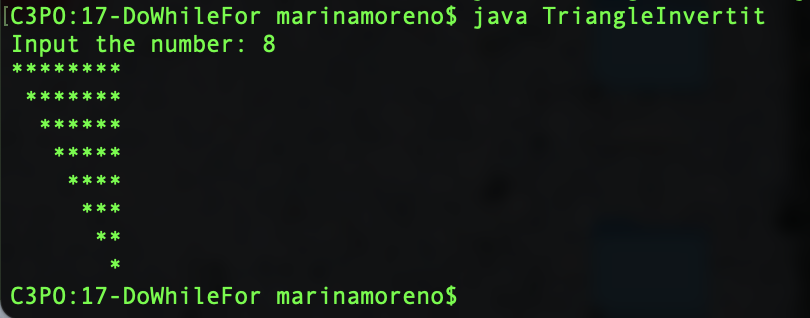 [C3PO:17-DoWhileFor marinamoreno$ java TriangleInvertit
Input the number: 8
********
 *******
  ******
   *****
    ****
     ***
      **
       *
C3PO:17-DoWhileFor marinamoreno$